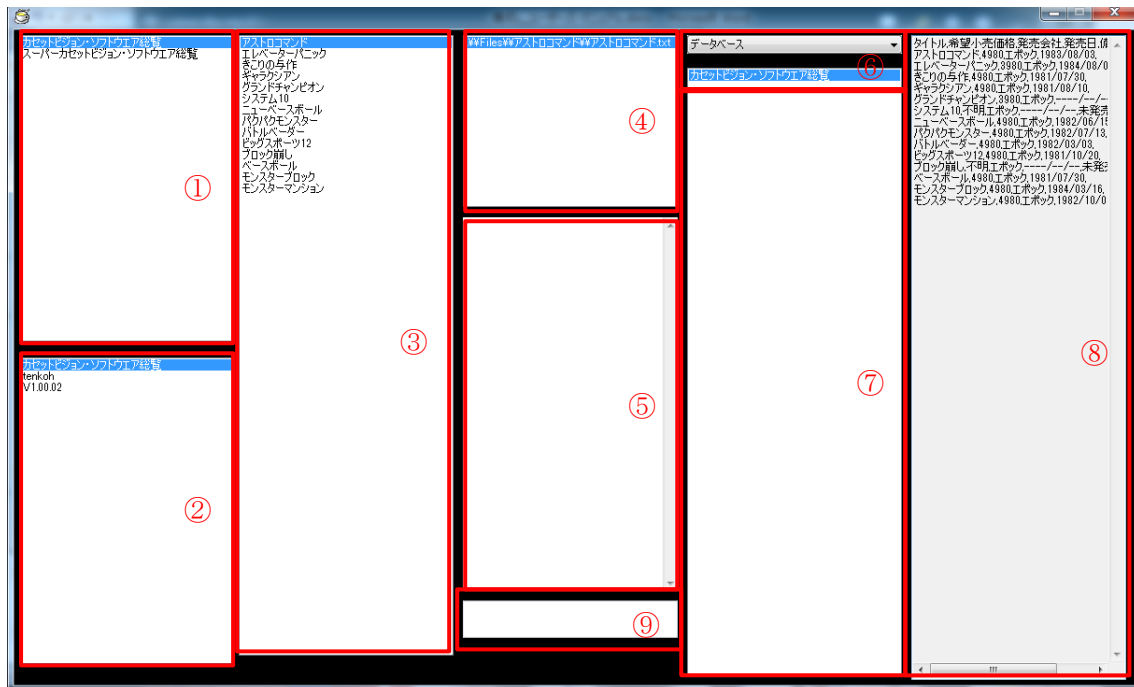 カセットビジョン・ソフトウエア総覧
スーパーカセットビジョン・ソフトウエア総覧
①
カセットビジョン・ソフトウエア総覧
tenkoh
V1.00.02
②
アストロコマンド
エレベーターパニック
きこりの与作
ギャラクシアン
グランドチャンピオン
システム10
ニューベースボール
パクパクモンスター
バトルベーダー
ビッグスポーツ12
ブロック崩し
ベースボール
モンスターブロック
モンスターマンション
③
¥¥Files¥¥アストロコマンド¥¥アストロコマンド.txt
④
⑤
⑨
データベース
カセットビジョン・ソフトウエア総覧
⑥
⑦
タイトル,希望小売価格,発売会社,発売日,備
アストロコマンド,4980,エポック,1983/08/03,
エレベーターパニック,3980,エポック,1984/08/0
きこりの与作,4980,エポック,1981/07/30,
ギャラクシアン,4980,エポック,1981/08/10,
グランドチャンピオン,3980,エポック,----/--/--
システム10,不明,エポック,----/--/--,未発売
ニューベースボール,4980,エポック,1982/06/15
パクパクモンスター,4980,エポック,1982/07/13,
バトルベーダー,4980,エポック,1982/03/03,
ビッグスポーツ12,4980,エポック,1981/10/20,
ブロック崩し,不明,エポック,----/--/--,未発売
ベースボール,4980,エポック,1981/07/30,
モンスターブロック,4980,エポック,1984/03/16,
モンスターマンション,4980,エポック,1982/10/0
⑧